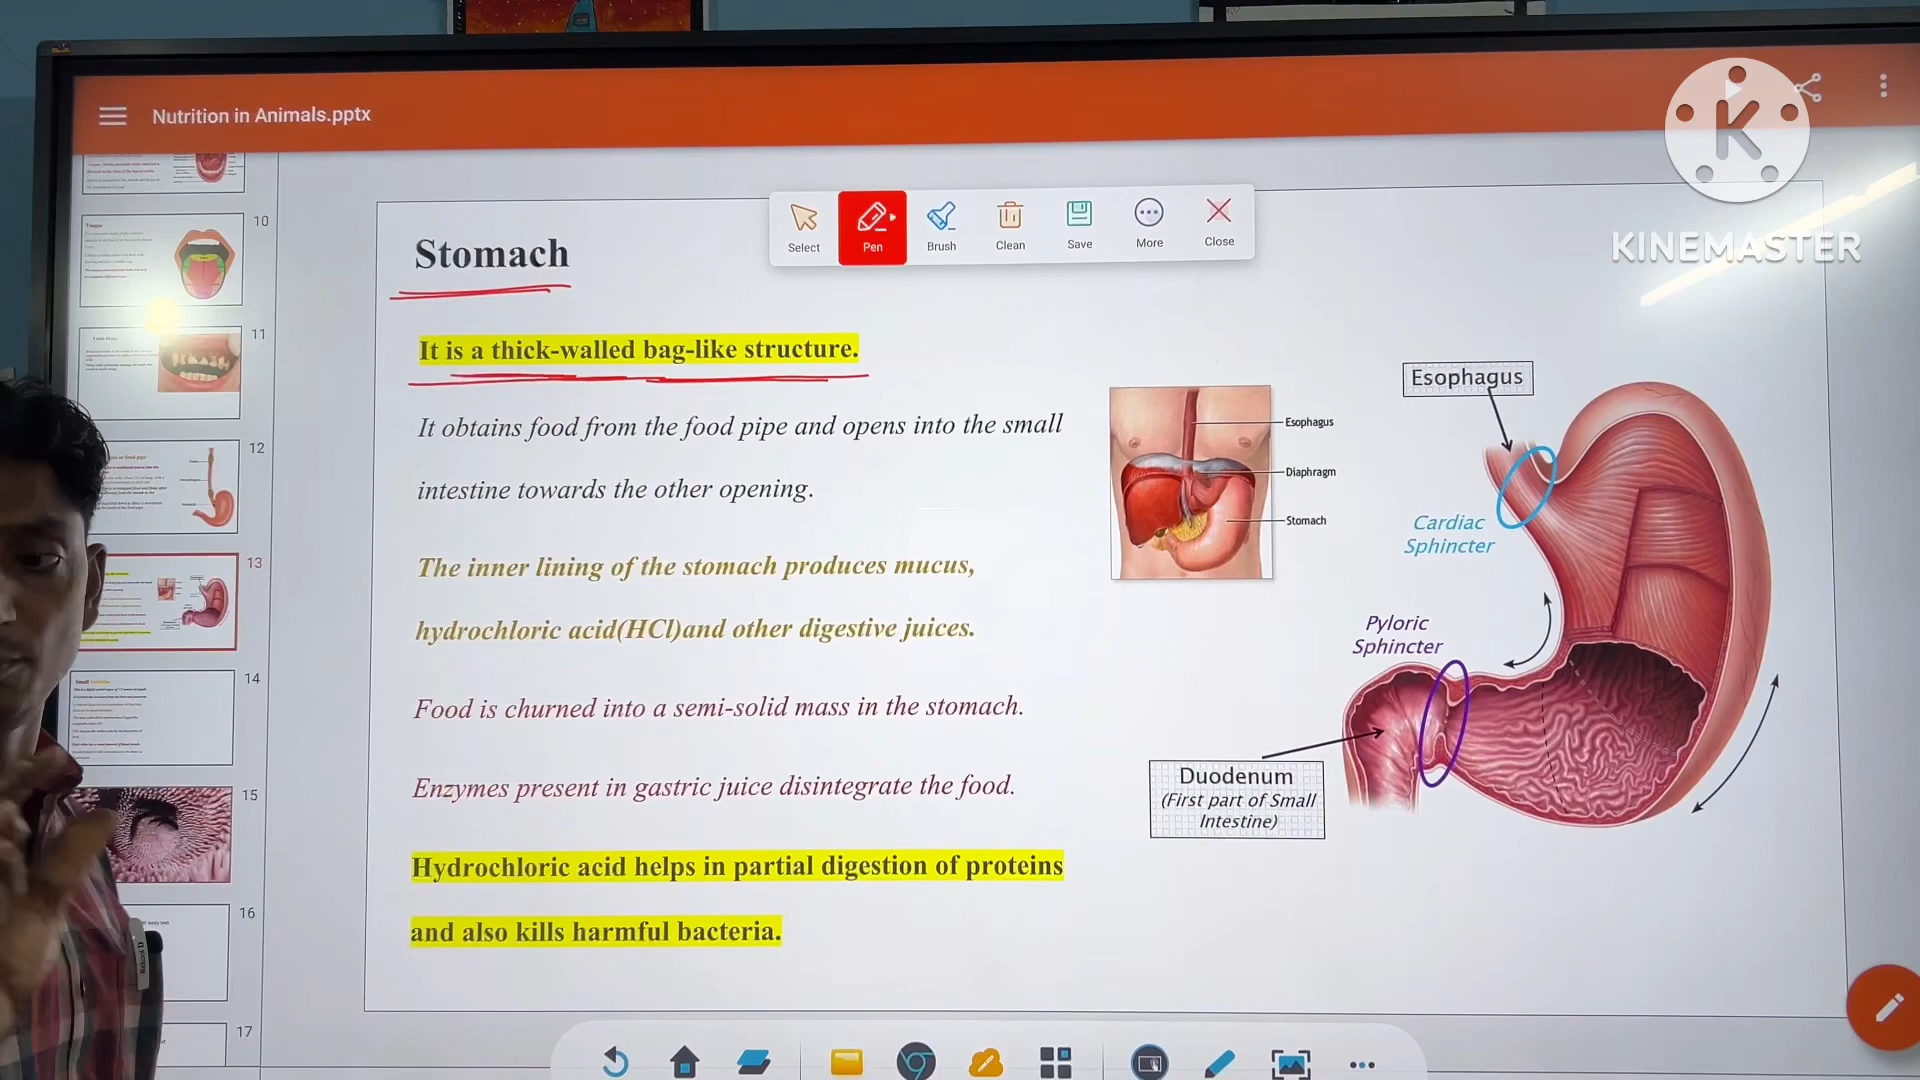 Nutrition in Animals.pptx
KINEMASTER
Select
Pen
Brush
Clean
Save
More
Close
10
Tongue
11
12
13
14
Small Intestine
15
16
17
Stomach
It is a thick-walled bag-like structure.
It obtains food from the food pipe and opens into the small
intestine towards the other opening.
The inner lining of the stomach produces mucus,
hydrochloric acid(HCl)and other digestive juices.
Food is churned into a semi-solid mass in the stomach.
Enzymes present in gastric juice disintegrate the food.
Hydrochloric acid helps in partial digestion of proteins
and also kills harmful bacteria.
Esophagus
Diaphragm
Stomach
Esophagus
Cardiac
Sphincter
Pyloric
Sphincter
Duodenum
(First part of Small
Intestine)